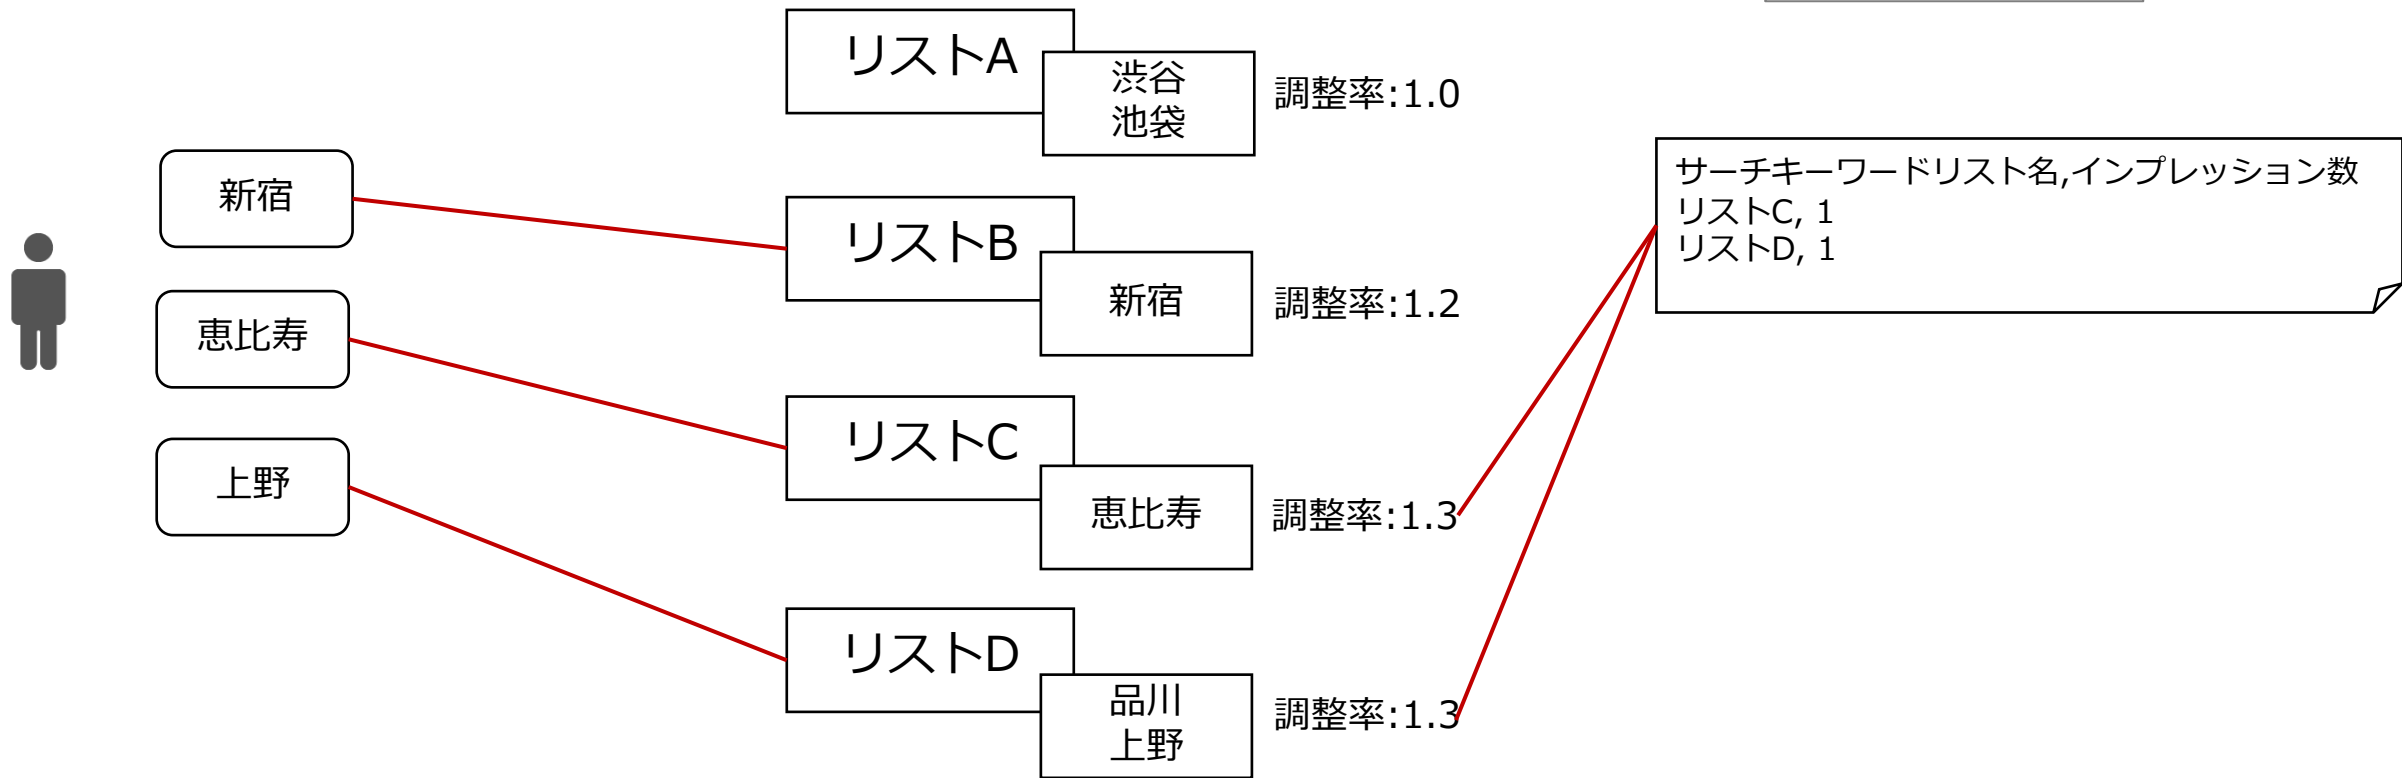 リストA
渋谷
池袋
調整率:1.0
新宿
リストB
新宿
調整率:1.2
恵比寿
リストC
恵比寿
調整率:1.3
上野
リストD
品川
上野
調整率:1.3
サーチキーワードリスト名,インプレッション数
リストC, 1
リストD, 1